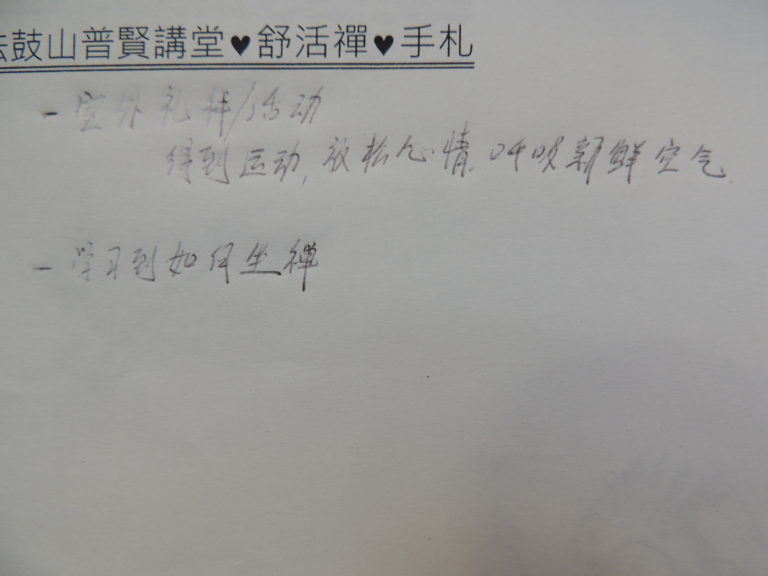 法鼓山普賢講堂♥舒活禪♥手札
- 室外礼拜/活动
得到运动, 放松心情, 呼吸新鲜空气.
- 学习到如何坐禅